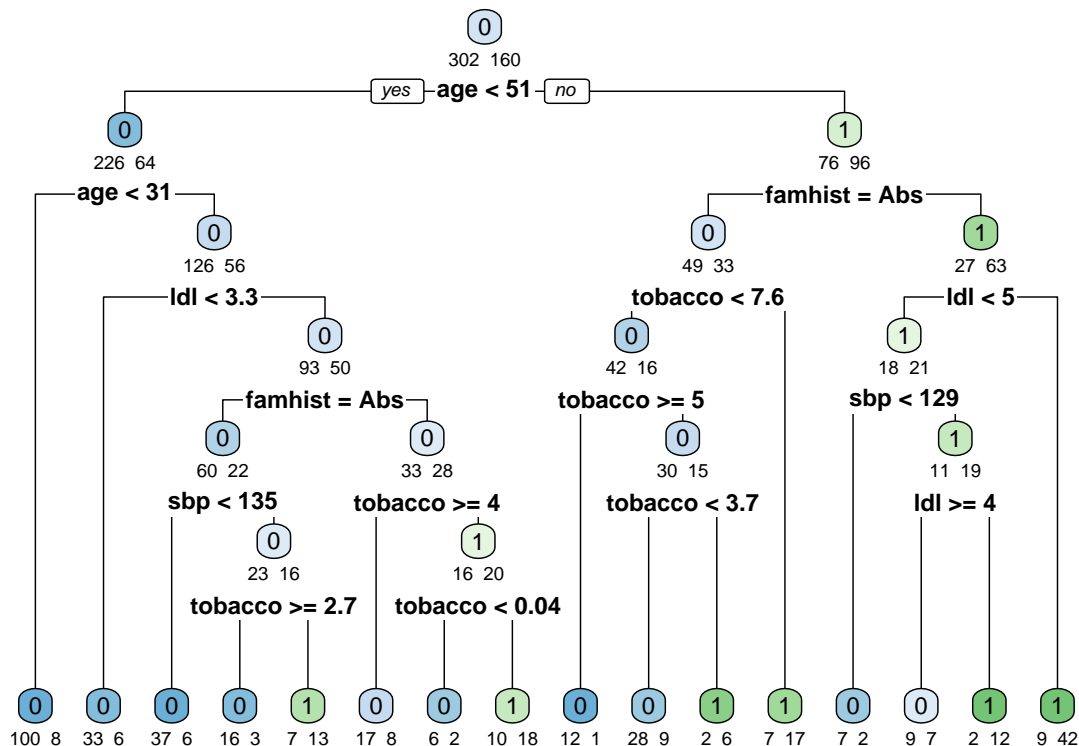 0
302 160
yes age < 51 no
0 1
226 64 76 96
age < 31 famhist = Abs
0 0 1
126 56 49 33 27 63
ldl < 3.3 tobacco < 7.6 ldl < 5
0 0 1
93 50 42 16 18 21
famhist = Abs tobacco >= 5 sbp < 129
0 0 0 1
60 22 33 28 30 15 11 19
sbp < 135 tobacco >= 4 tobacco < 3.7 ldl >= 4
0 1
23 16 16 20
tobacco >= 2.7 tobacco < 0.04
0 0 0 0 1 0 0 1 0 0 1 1 0 0 1 1
100 8 33 6 37 6 16 3 7 13 17 8 6 2 10 18 12 1 28 9 2 6 7 17 7 2 9 7 2 12 9 42